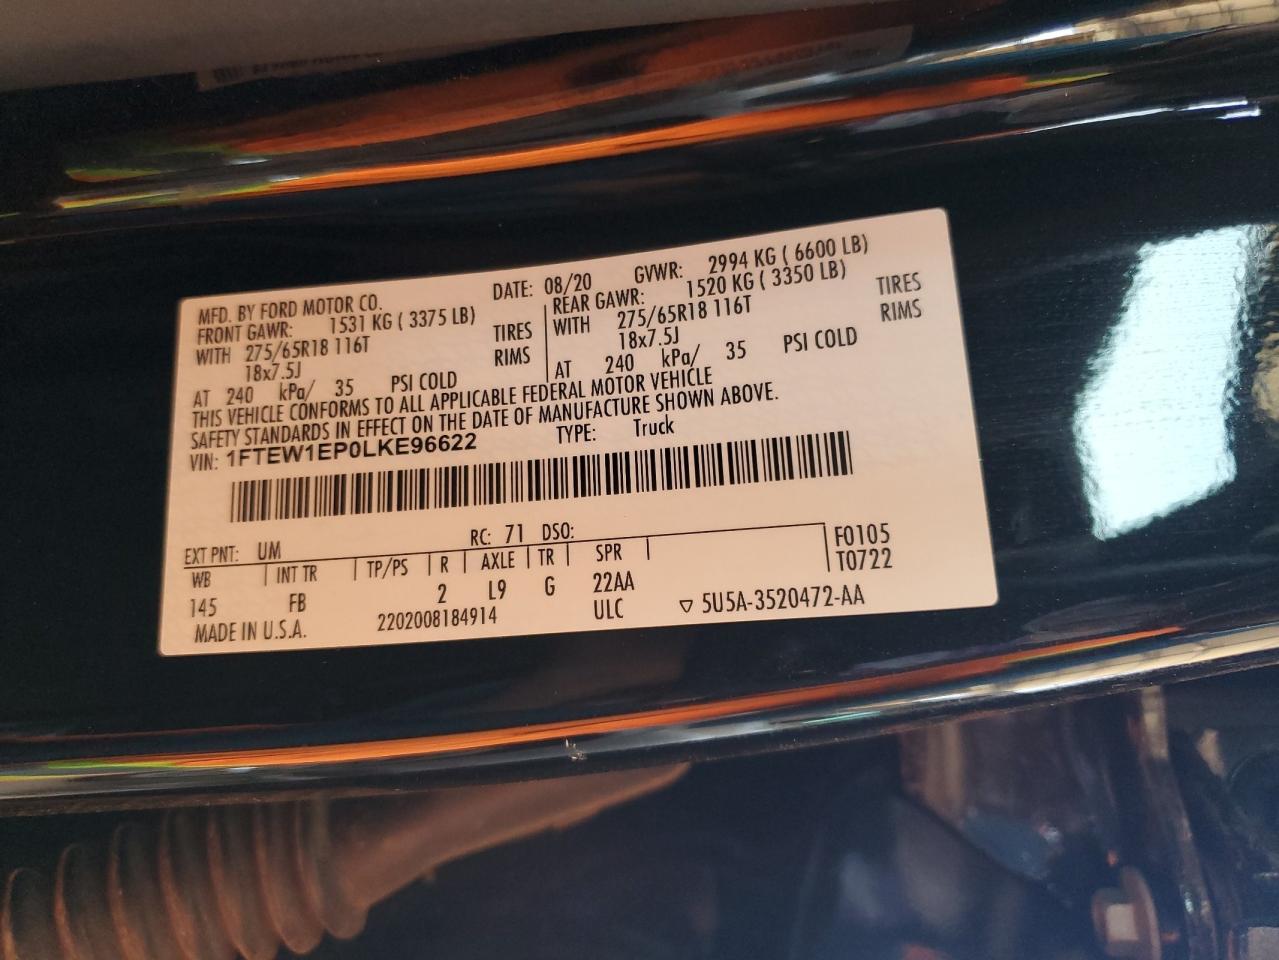 MFD. BY FORD MOTOR CO.
DATE: 08/20 GVWR: 2994 KG ( 6600 LB)
FRONT GAWR: 1531 KG ( 3375 LB)
REAR GAWR: 1520 KG ( 3350 LB)
WITH 275/65R18 116T TIRES
WITH 275/65R18 116T TIRES
18x7.5J RIMS
18x7.5J RIMS
AT 240 kPa/ 35 PSI COLD
AT 240 kPa/ 35 PSI COLD
THIS VEHICLE CONFORMS TO ALL APPLICABLE FEDERAL MOTOR VEHICLE
SAFETY STANDARDS IN EFFECT ON THE DATE OF MANUFACTURE SHOWN ABOVE.
VIN: 1FTEW1EP0LKE96622 TYPE: Truck
EXT PNT: UM RC: 71 DSO:
WB INT TR TP/PS R AXLE TR SPR F0105
145 FB 2 L9 G 22AA T0722
MADE IN U.S.A. 2202008184914 ULC ▽ 5U5A-3520472-AA